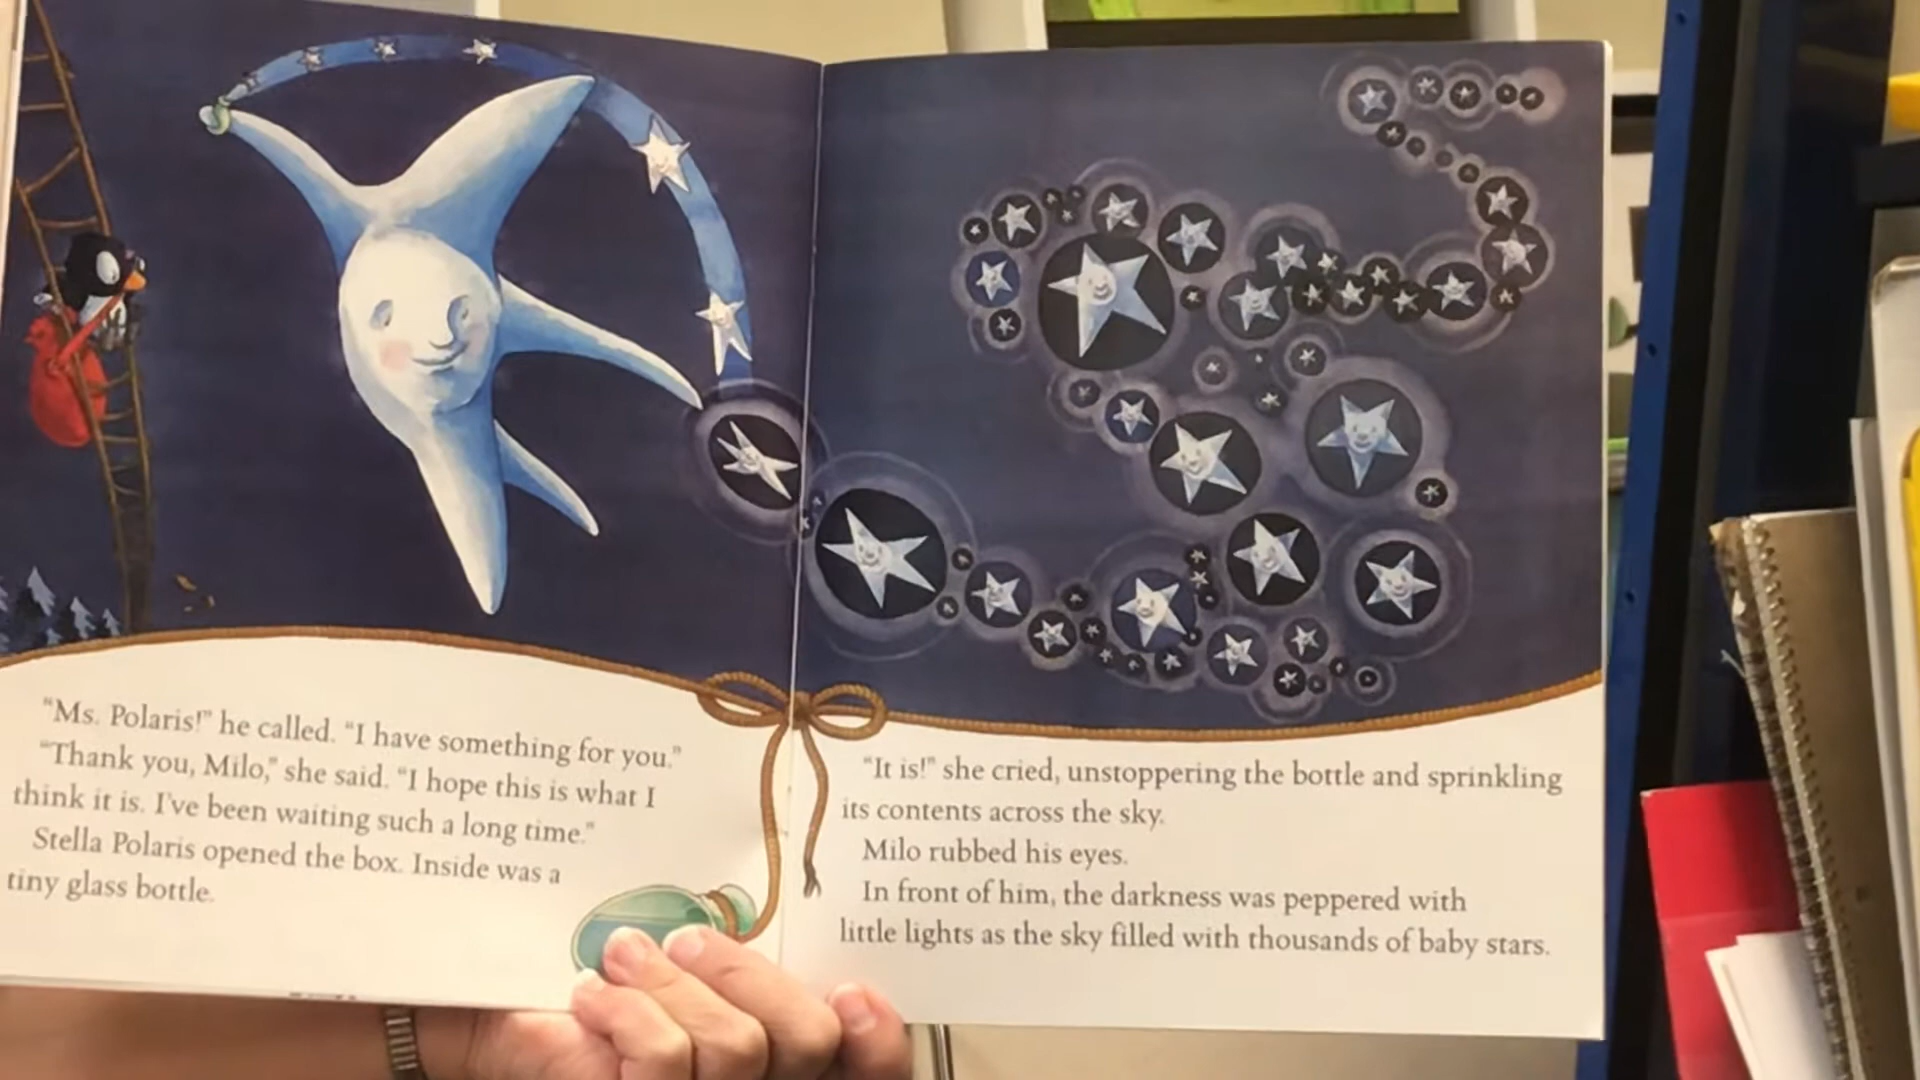 "Ms. Polaris!" he called. "I have something for you."
"Thank you, Milo," she said. "I hope this is what I
think it is. I've been waiting such a long time."
Stella Polaris opened the box. Inside was a
tiny glass bottle.
"It is!" she cried, unstoppering the bottle and sprinkling
its contents across the sky.
Milo rubbed his eyes.
In front of him, the darkness was peppered with
little lights as the sky filled with thousands of baby stars.